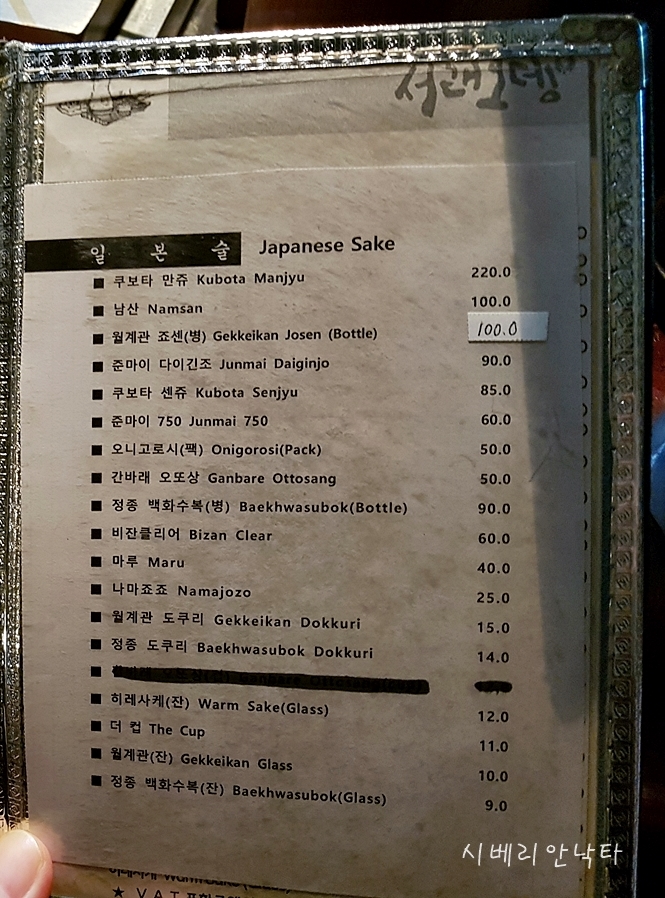 서래오뎅
일 본 술 Japanese Sake
■ 쿠보타 만쥬 Kubota Manjyu 220.0
■ 남산 Namsan 100.0
■ 월계관 죠센(병) Gekkeikan Josen (Bottle) 100.0
■ 준마이 다이긴조 Junmai Daiginjo 90.0
■ 쿠보타 센쥬 Kubota Senjyu 85.0
■ 준마이 750 Junmai 750 60.0
■ 오니고로시(팩) Onigorosi(Pack) 50.0
■ 간바래 오또상 Ganbare Ottosang 50.0
■ 정종 백화수복(병) Baekhwasubok(Bottle) 90.0
■ 비잔클리어 Bizan Clear 60.0
■ 마루 Maru 40.0
■ 나마죠죠 Namajozo 25.0
■ 월계관 도쿠리 Gekkeikan Dokkuri 15.0
■ 정종 도쿠리 Baekhwasubok Dokkuri 14.0
■ 히레사케(잔) Warm Sake(Glass) 12.0
■ 더 컵 The Cup 11.0
■ 월계관(잔) Gekkeikan Glass 10.0
■ 정종 백화수복(잔) Baekhwasubok(Glass) 9.0
시베리안낙타
★ V.A.T